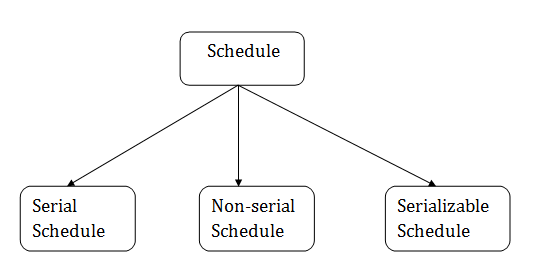 Schedule
Serial
Schedule
Non-serial
Schedule
Serializable
Schedule